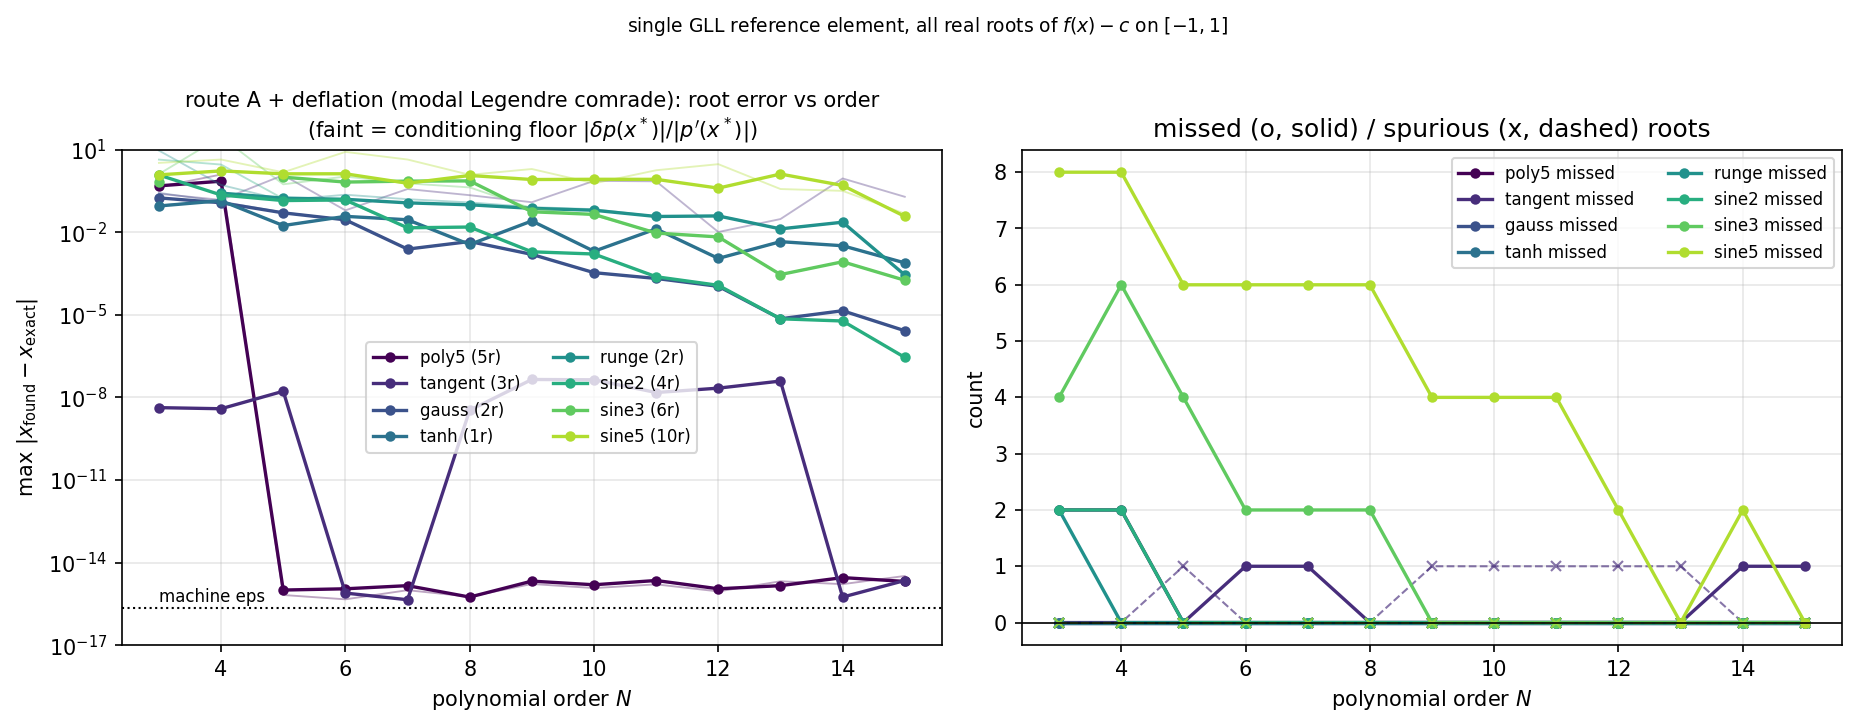 single GLL reference element, all real roots of f(x) − c on [−1, 1]
route A + deflation (modal Legendre comrade): root error vs order
(faint = conditioning floor |δp(x*)|/|p′(x*)|)
max |x_found − x_exact|
10^1
10^−2
10^−5
10^−8
10^−11
10^−14
10^−17
poly5 (5r)
tangent (3r)
gauss (2r)
tanh (1r)
runge (2r)
sine2 (4r)
sine3 (6r)
sine5 (10r)
machine eps
4 6 8 10 12 14
polynomial order N
missed (o, solid) / spurious (x, dashed) roots
count
8
7
6
5
4
3
2
1
0
poly5 missed
tangent missed
gauss missed
tanh missed
runge missed
sine2 missed
sine3 missed
sine5 missed
4 6 8 10 12 14
polynomial order N